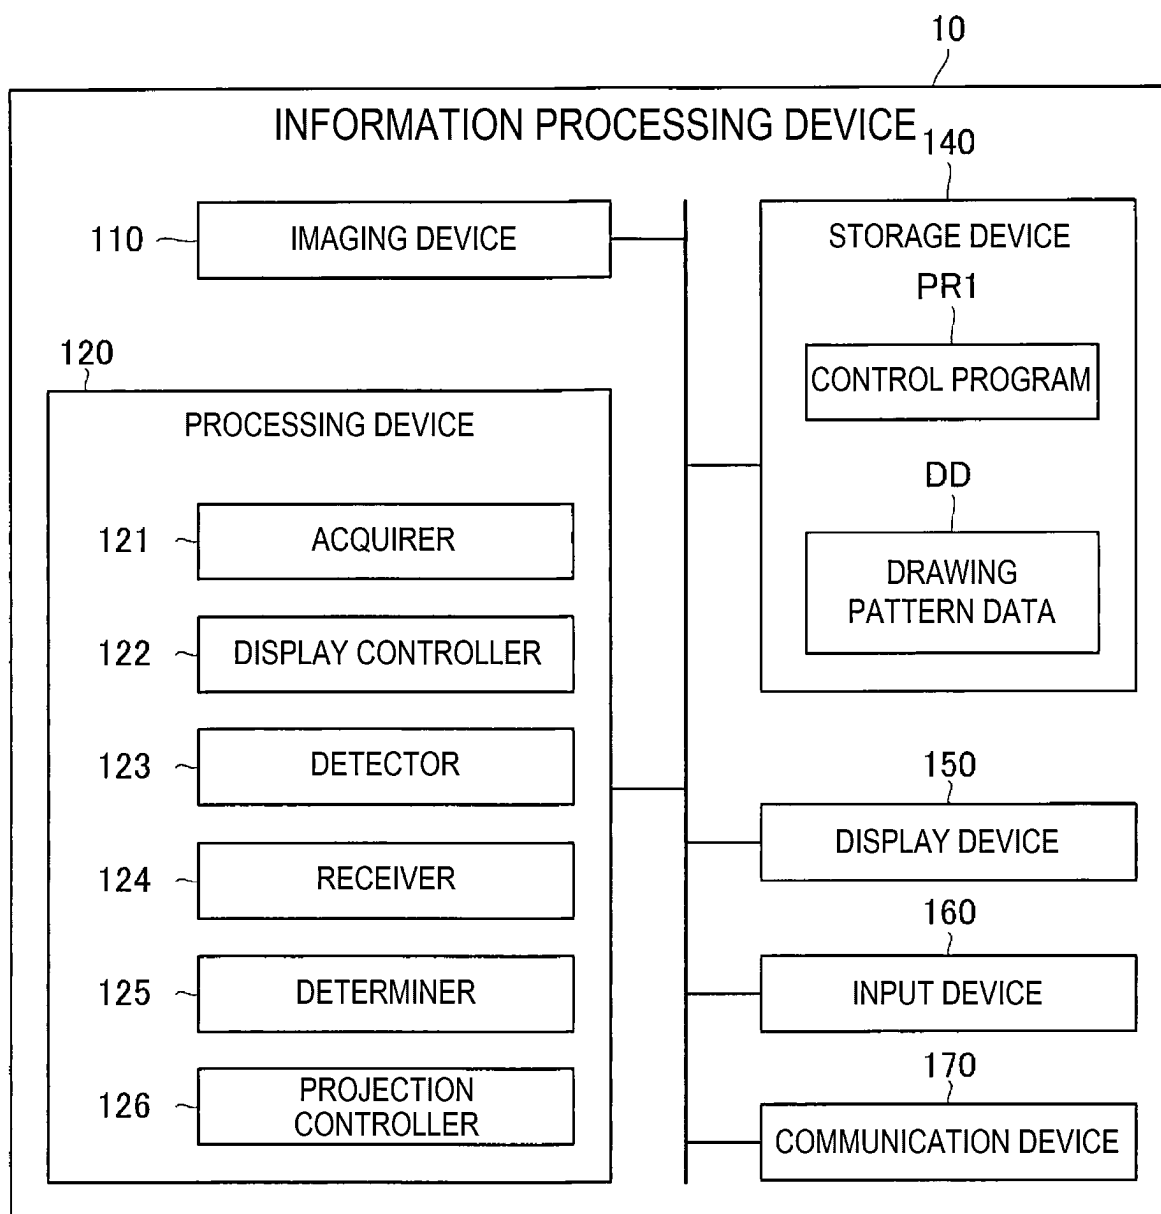 10
INFORMATION PROCESSING DEVICE
110
IMAGING DEVICE
120
PROCESSING DEVICE
121
ACQUIRER
122
DISPLAY CONTROLLER
123
DETECTOR
124
RECEIVER
125
DETERMINER
126
PROJECTION
CONTROLLER
140
STORAGE DEVICE
PR1
CONTROL PROGRAM
DD
DRAWING
PATTERN DATA
150
DISPLAY DEVICE
160
INPUT DEVICE
170
COMMUNICATION DEVICE